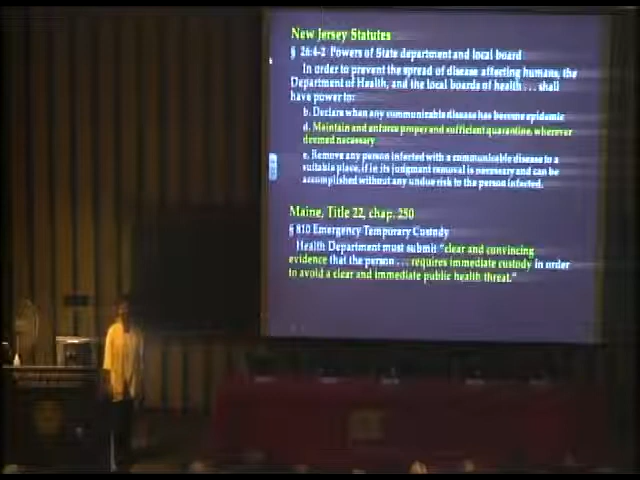 New Jersey Statutes
§ 26:4-2 Powers of State department and local board
In order to prevent the spread of disease affecting humans, the
Department of Health, and the local boards of health . . . shall
have power to:
b. Declare when any communicable disease has become epidemic
d. Maintain and enforce proper and sufficient quarantine, wherever
deemed necessary
e. Remove any person infected with a communicable disease to a
suitable place, if in its judgment removal is necessary and can be
accomplished without any undue risk to the person infected.
Maine, Title 22, chap. 250
§ 810 Emergency Temporary Custody
Health Department must submit "clear and convincing
evidence that the person . . . requires immediate custody in order
to avoid a clear and immediate public health threat."